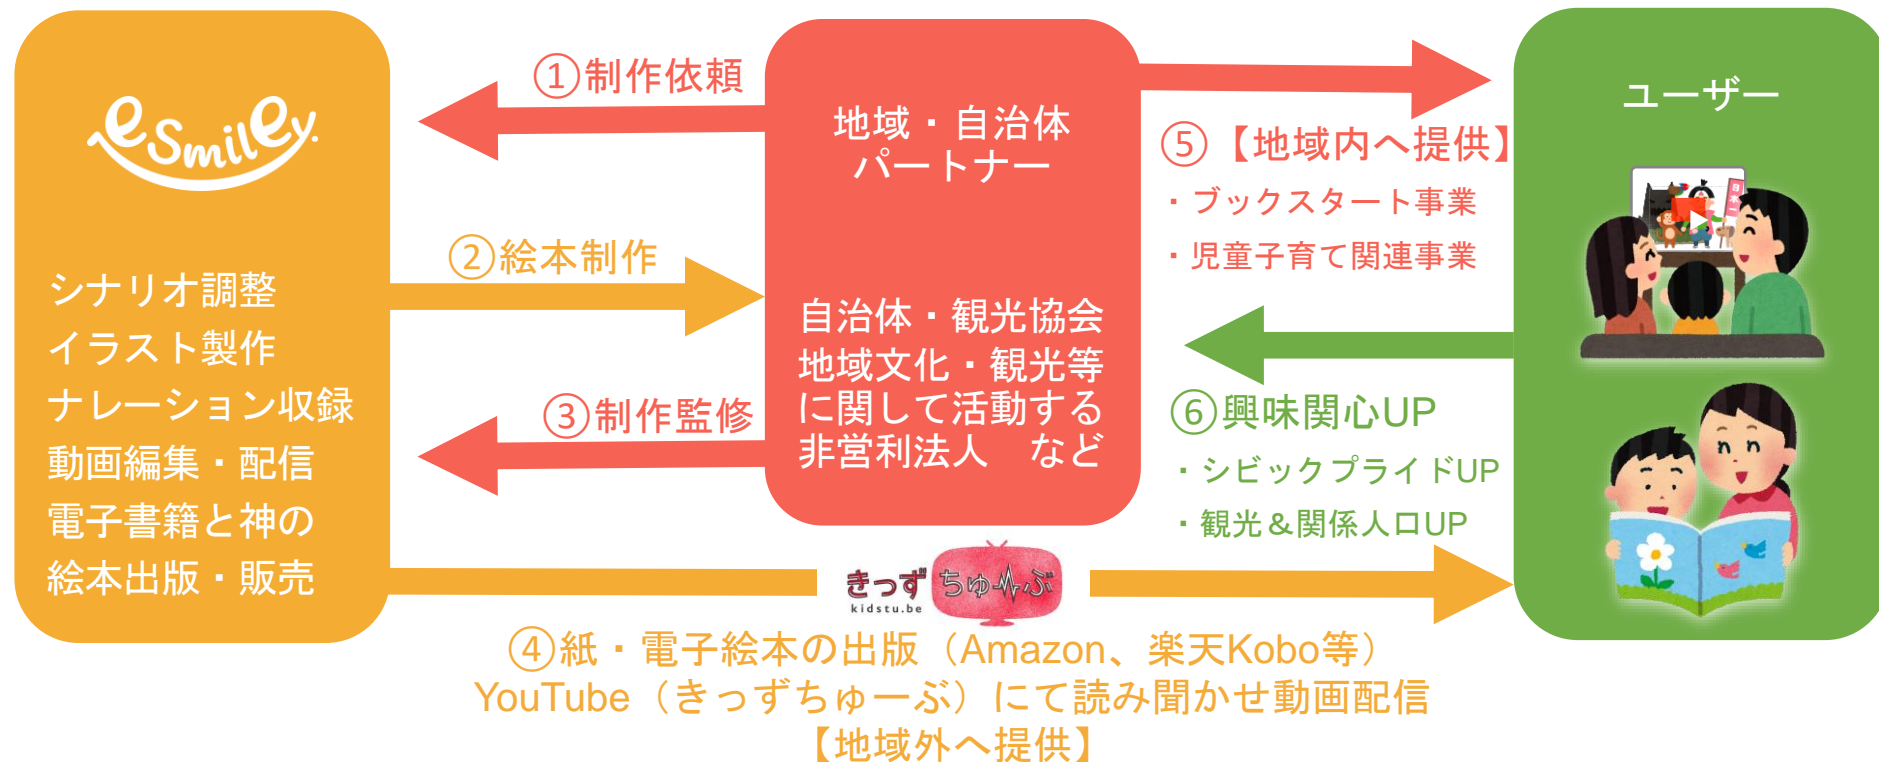 eSmiley
シナリオ調整
イラスト製作
ナレーション収録
動画編集・配信
電子書籍と神の
絵本出版・販売
①制作依頼
②絵本制作
③制作監修
地域・自治体
パートナー
自治体・観光協会
地域文化・観光等
に関して活動する
非営利法人　など
⑤【地域内へ提供】
・ブックスタート事業
・児童子育て関連事業
⑥興味関心UP
・シビックプライドUP
・観光＆関係人口UP
ユーザー
日本一
きっず ちゅーぶ
kidstu.be
④紙・電子絵本の出版（Amazon、楽天Kobo等）
YouTube（きっずちゅーぶ）にて読み聞かせ動画配信
【地域外へ提供】